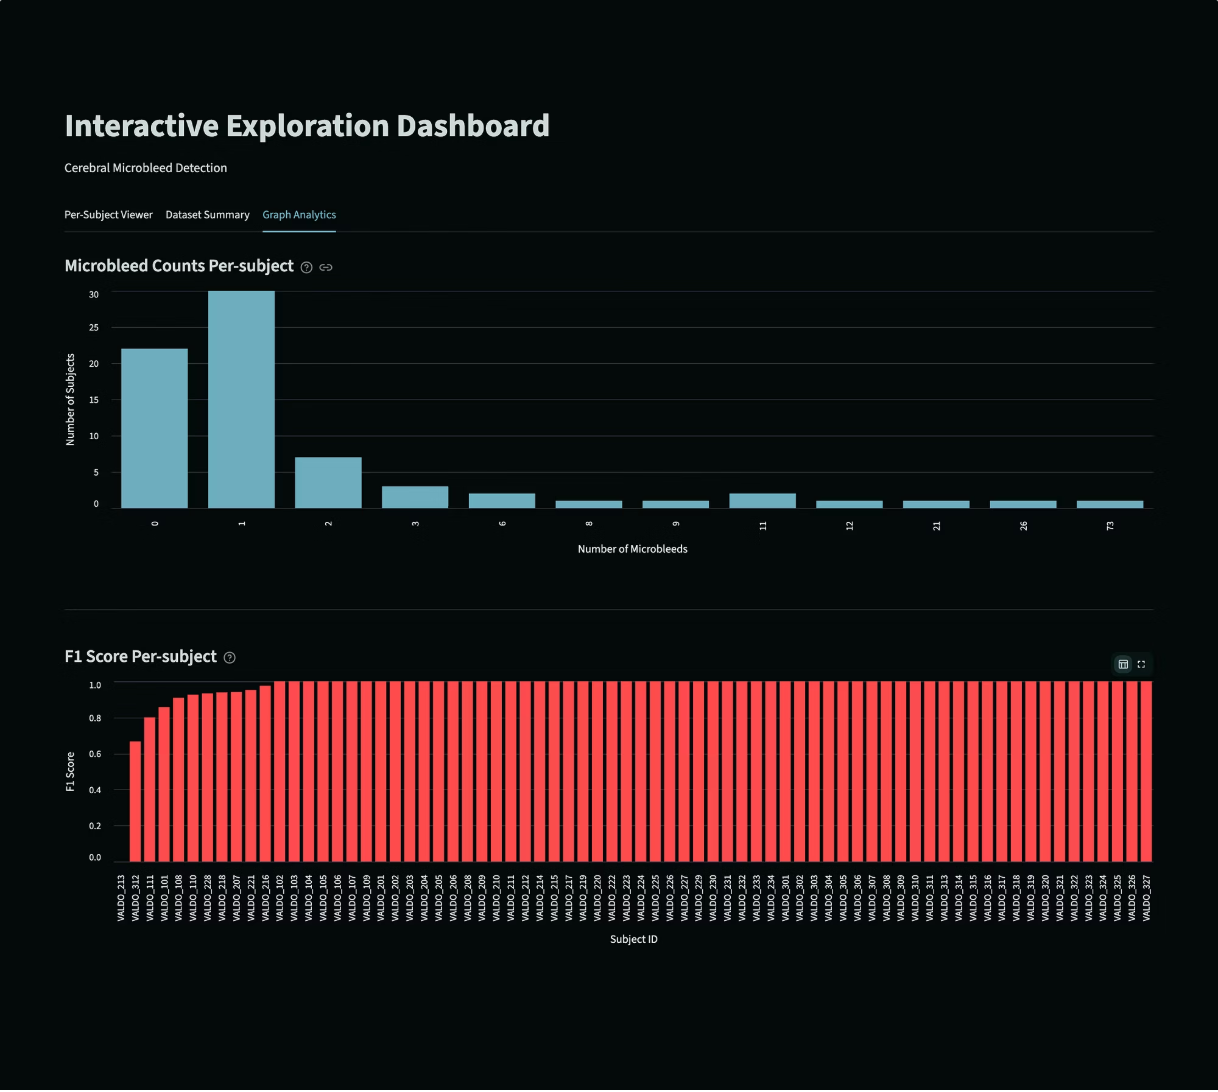 Interactive Exploration Dashboard
Cerebral Microbleed Detection
Per-Subject Viewer Dataset Summary Graph Analytics
Microbleed Counts Per-subject
30
25
20
15
10
5
0
Number of Subjects
0 1 2 3 6 8 9 11 12 21 26 73
Number of Microbleeds
F1 Score Per-subject
1.0
0.8
0.6
0.4
0.2
0.0
F1 Score
VALDO_213
VALDO_312
VALDO_111
VALDO_101
VALDO_108
VALDO_110
VALDO_228
VALDO_218
VALDO_207
VALDO_221
VALDO_216
VALDO_102
VALDO_103
VALDO_104
VALDO_105
VALDO_106
VALDO_107
VALDO_109
VALDO_201
VALDO_202
VALDO_203
VALDO_204
VALDO_205
VALDO_206
VALDO_208
VALDO_209
VALDO_210
VALDO_211
VALDO_212
VALDO_214
VALDO_215
VALDO_217
VALDO_219
VALDO_220
VALDO_222
VALDO_223
VALDO_224
VALDO_225
VALDO_226
VALDO_227
VALDO_229
VALDO_230
VALDO_231
VALDO_232
VALDO_233
VALDO_234
VALDO_301
VALDO_302
VALDO_303
VALDO_304
VALDO_305
VALDO_306
VALDO_307
VALDO_308
VALDO_309
VALDO_310
VALDO_311
VALDO_313
VALDO_314
VALDO_315
VALDO_316
VALDO_317
VALDO_318
VALDO_319
VALDO_320
VALDO_321
VALDO_322
VALDO_323
VALDO_324
VALDO_325
VALDO_326
VALDO_327
Subject ID